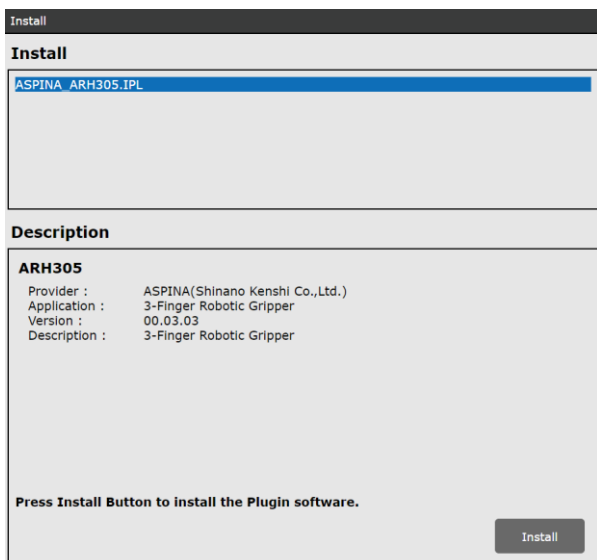 Install
Install
ASPINA_ARH305.IPL
Description
ARH305
Provider : ASPINA(Shinano Kenshi Co.,Ltd.)
Application : 3-Finger Robotic Gripper
Version : 00.03.03
Description : 3-Finger Robotic Gripper
Press Install Button to install the Plugin software.
Install